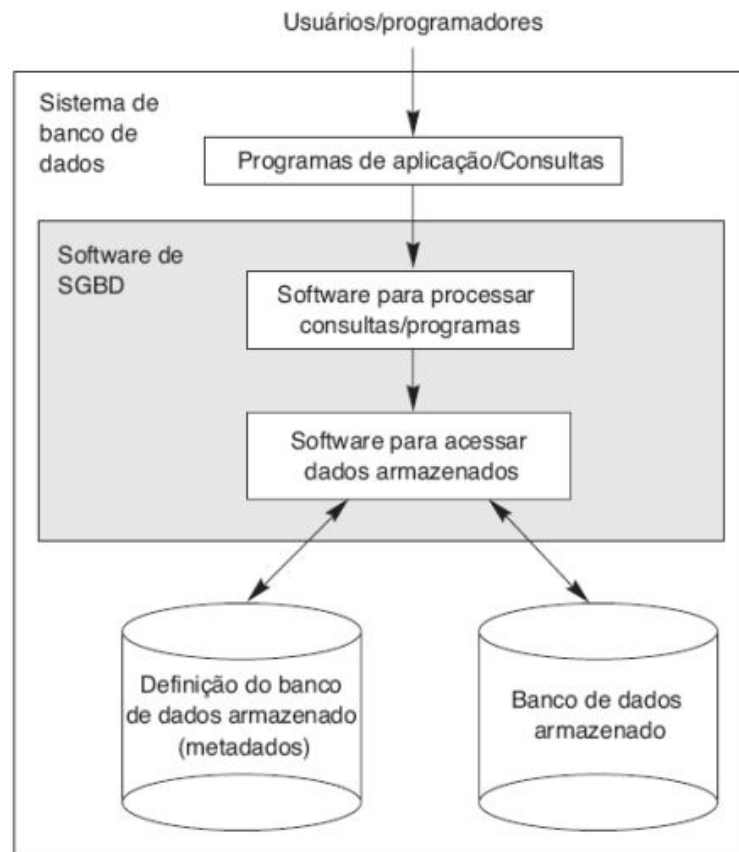 Usuários/programadores
Sistema de
banco de
dados
Programas de aplicação/Consultas
Software de
SGBD
Software para processar
consultas/programas
Software para acessar
dados armazenados
Definição do banco
de dados armazenado
(metadados)
Banco de dados
armazenado